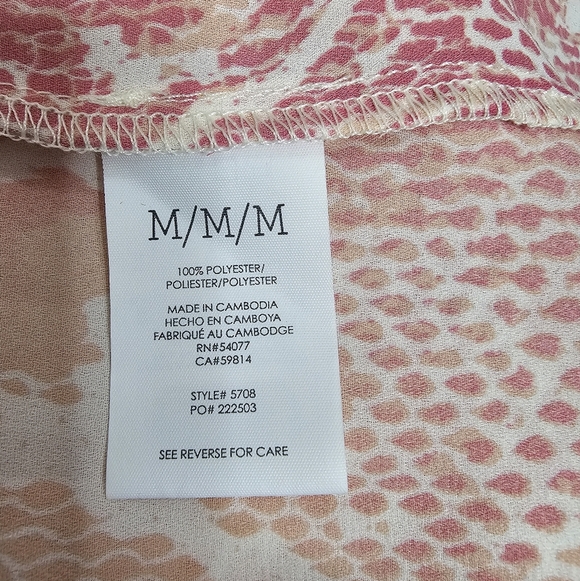 M/M/M
100% POLYESTER/
POLIESTER/POLYESTER
MADE IN CAMBODIA
HECHO EN CAMBOYA
FABRIQUÉ AU CAMBODGE
RN#54077
CA#59814
STYLE# 5708
PO# 222503
SEE REVERSE FOR CARE